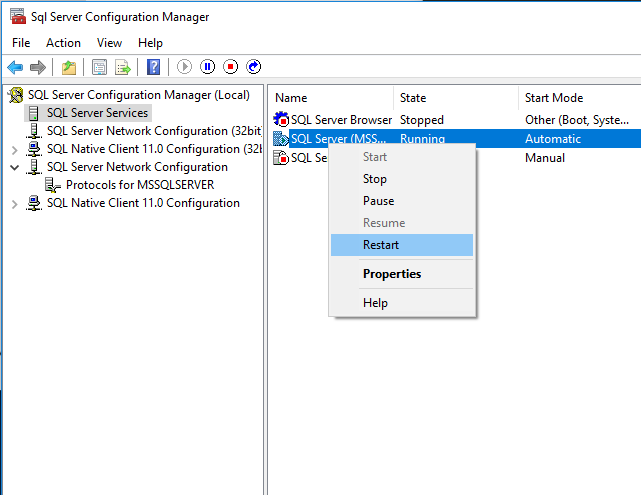 Sql Server Configuration Manager
File Action View Help
SQL Server Configuration Manager (Local)
SQL Server Services
SQL Server Network Configuration (32bit
SQL Native Client 11.0 Configuration (32l
SQL Server Network Configuration
Protocols for MSSQLSERVER
SQL Native Client 11.0 Configuration
Name State Start Mode
SQL Server Browser Stopped Other (Boot, Syste...
SQL Server (MSS... Running Automatic
SQL Se Manual
Start
Stop
Pause
Resume
Restart
Properties
Help